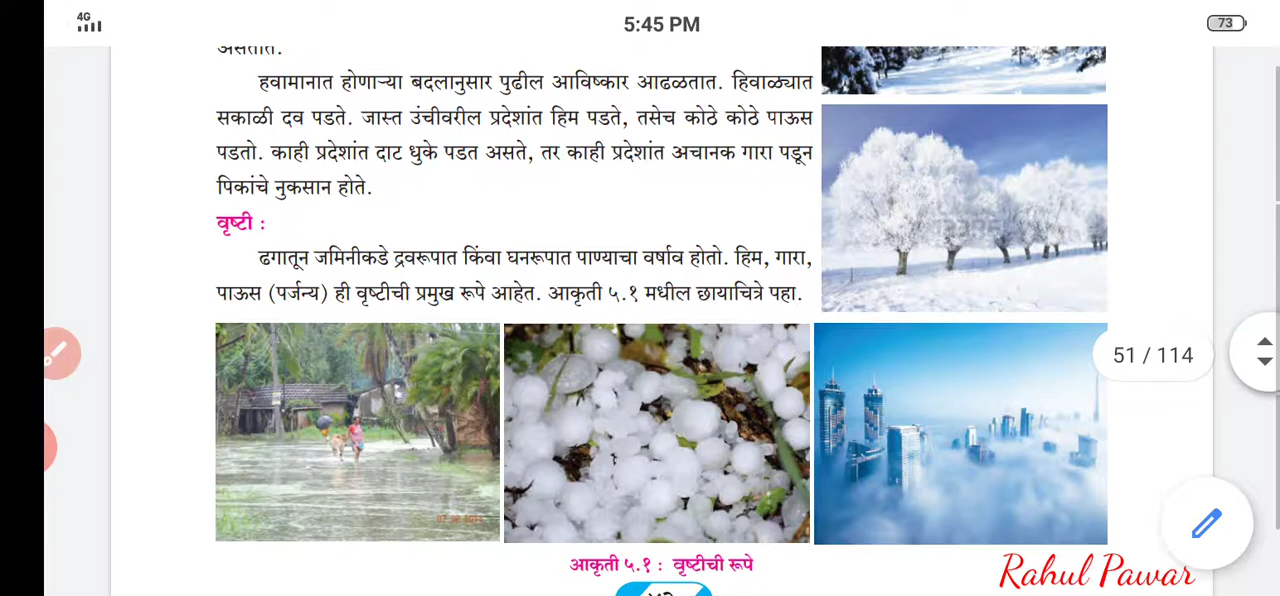 4G
5:45 PM
73
असतात.
हवामानात होणाऱ्या बदलानुसार पुढील आविष्कार आढळतात. हिवाळ्यात
सकाळी दव पडते. जास्त उंचीवरील प्रदेशांत हिम पडते, तसेच कोठे कोठे पाऊस
पडतो. काही प्रदेशांत दाट धुके पडत असते, तर काही प्रदेशांत अचानक गारा पडून
पिकांचे नुकसान होते.
वृष्टी :
ढगातून जमिनीकडे द्रवरूपात किंवा घनरूपात पाण्याचा वर्षाव होतो. हिम, गारा,
पाऊस (पर्जन्य) ही वृष्टीची प्रमुख रूपे आहेत. आकृती ५.१ मधील छायाचित्रे पहा.
51 / 114
आकृती ५.१ : वृष्टीची रूपे
Rahul Pawar